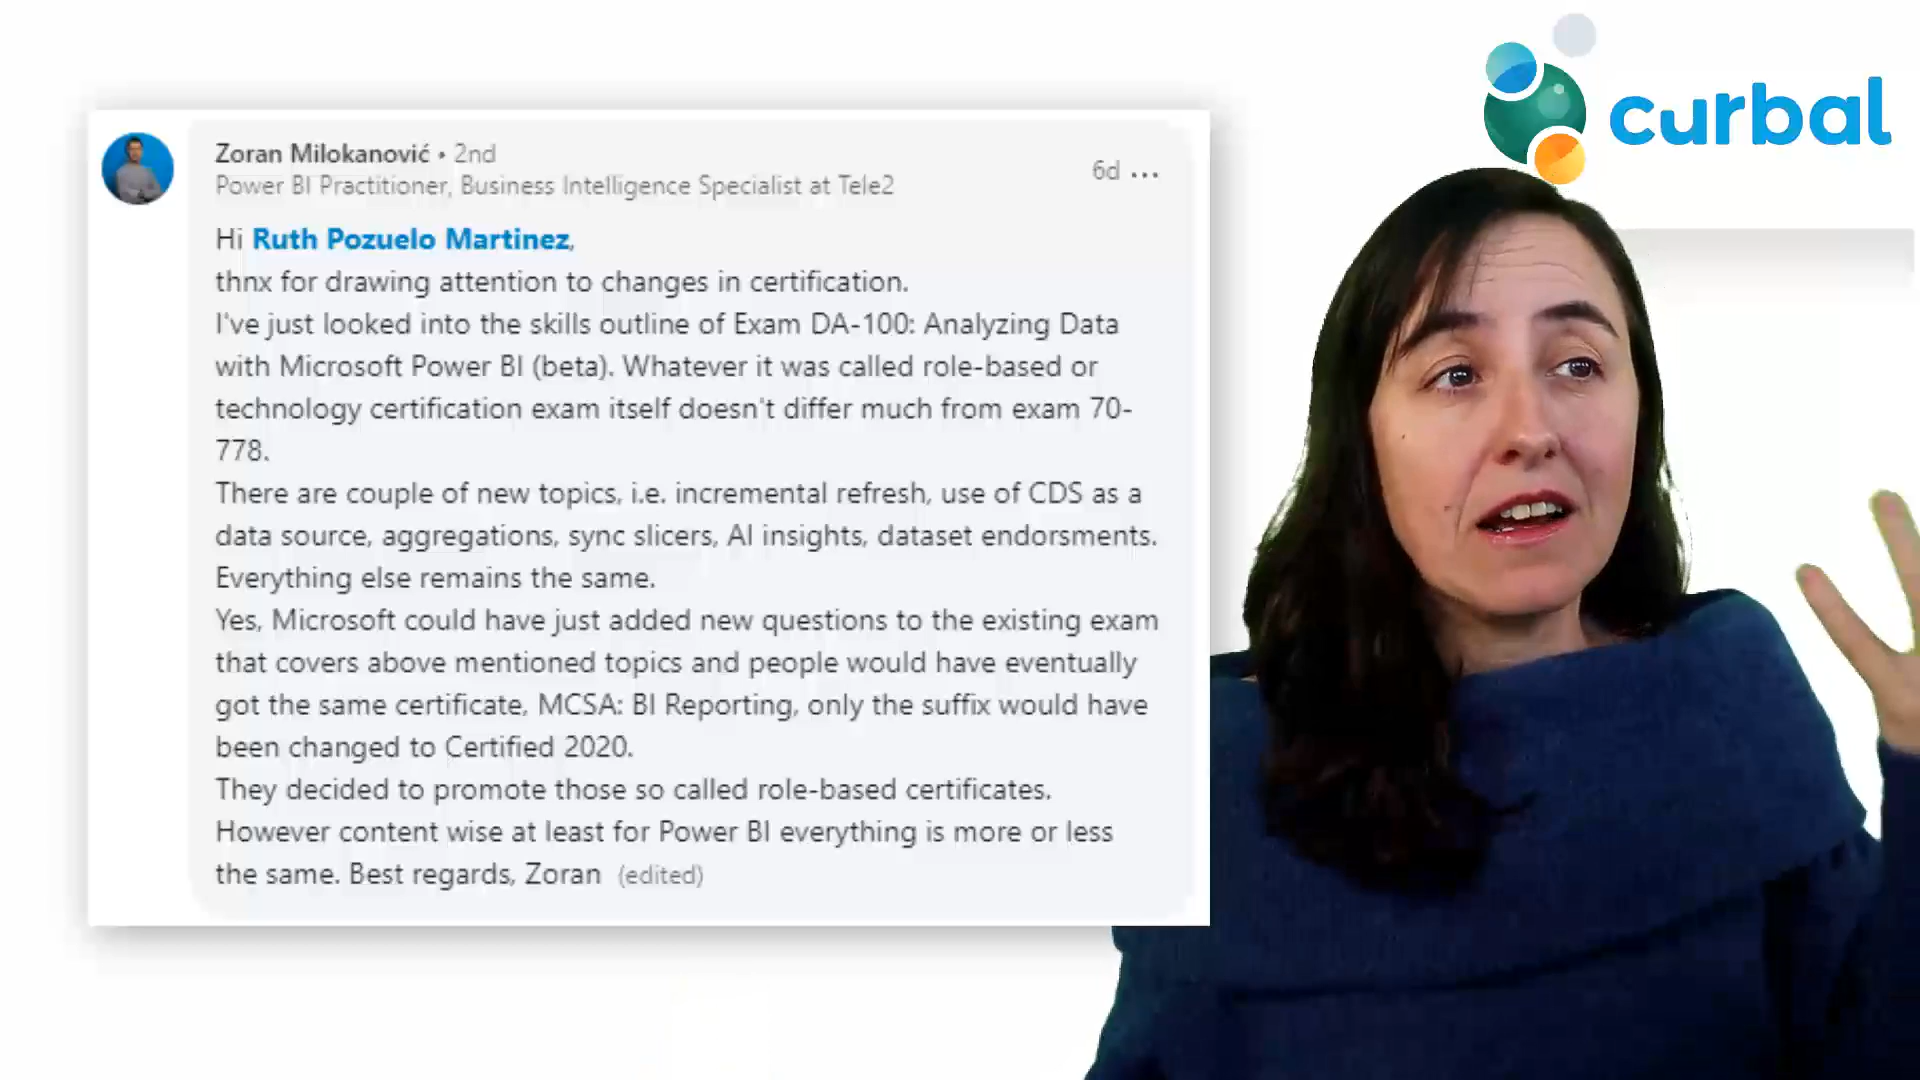 curbal
Zoran Milokanović • 2nd
6d ...
Power BI Practitioner, Business Intelligence Specialist at Tele2
Hi Ruth Pozuelo Martinez,
thnx for drawing attention to changes in certification.
I've just looked into the skills outline of Exam DA-100: Analyzing Data
with Microsoft Power BI (beta). Whatever it was called role-based or
technology certification exam itself doesn't differ much from exam 70-
778.
There are couple of new topics, i.e. incremental refresh, use of CDS as a
data source, aggregations, sync slicers, AI insights, dataset endorsments.
Everything else remains the same.
Yes, Microsoft could have just added new questions to the existing exam
that covers above mentioned topics and people would have eventually
got the same certificate, MCSA: BI Reporting, only the suffix would have
been changed to Certified 2020.
They decided to promote those so called role-based certificates.
However content wise at least for Power BI everything is more or less
the same. Best regards, Zoran (edited)